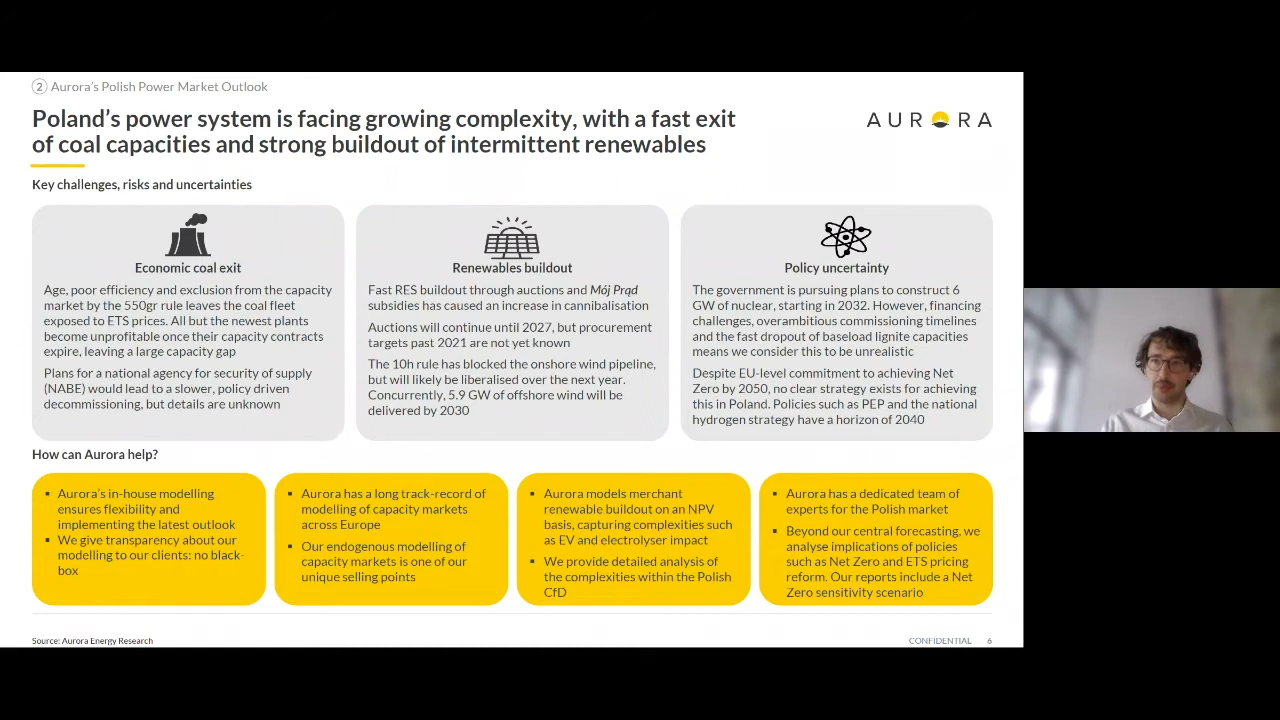 2 Aurora's Polish Power Market Outlook
Poland's power system is facing growing complexity, with a fast exit
of coal capacities and strong buildout of intermittent renewables
AURORA
Key challenges, risks and uncertainties
Economic coal exit
Age, poor efficiency and exclusion from the capacity
market by the 550gr rule leaves the coal fleet
exposed to ETS prices. All but the newest plants
become unprofitable once their capacity contracts
expire, leaving a large capacity gap
Plans for a national agency for security of supply
(NABE) would lead to a slower, policy driven
decommissioning, but details are unknown
Renewables buildout
Fast RES buildout through auctions and Mój Prąd
subsidies has caused an increase in cannibalisation
Auctions will continue until 2027, but procurement
targets past 2021 are not yet known
The 10h rule has blocked the onshore wind pipeline,
but will likely be liberalised over the next year.
Concurrently, 5.9 GW of offshore wind will be
delivered by 2030
Policy uncertainty
The government is pursuing plans to construct 6
GW of nuclear, starting in 2032. However, financing
challenges, overambitious commissioning timelines
and the fast dropout of baseload lignite capacities
means we consider this to be unrealistic
Despite EU-level commitment to achieving Net
Zero by 2050, no clear strategy exists for achieving
this in Poland. Policies such as PEP and the national
hydrogen strategy have a horizon of 2040
How can Aurora help?
▪ Aurora's in-house modelling
ensures flexibility and
implementing the latest outlook
▪ We give transparency about our
modelling to our clients: no black-
box
▪ Aurora has a long track-record of
modelling of capacity markets
across Europe
▪ Our endogenous modelling of
capacity markets is one of our
unique selling points
▪ Aurora models merchant
renewable buildout on an NPV
basis, capturing complexities such
as EV and electrolyser impact
▪ We provide detailed analysis of
the complexities within the Polish
CfD
▪ Aurora has a dedicated team of
experts for the Polish market
▪ Beyond our central forecasting, we
analyse implications of policies
such as Net Zero and ETS pricing
reform. Our reports include a Net
Zero sensitivity scenario
Source: Aurora Energy Research
CONFIDENTIAL 6